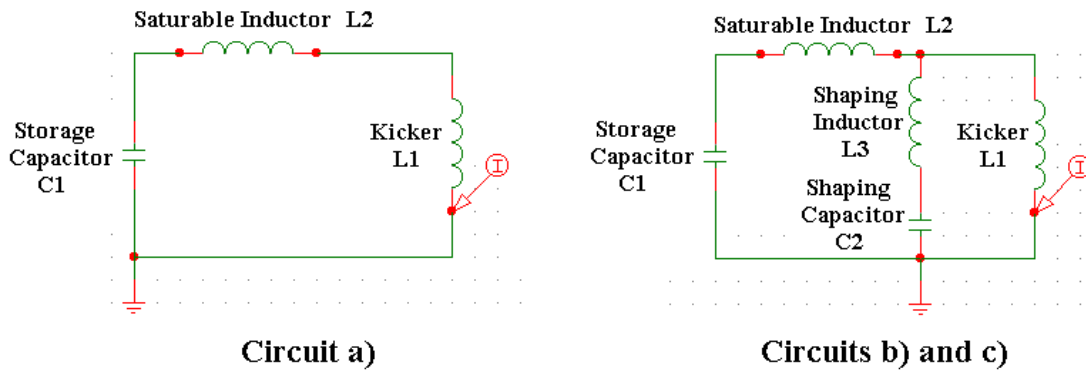 Saturable Inductor L2
Storage
Capacitor
C1
Kicker
L1
I
Circuit a)
Saturable Inductor L2
Storage
Capacitor
C1
Shaping
Inductor
L3
Shaping
Capacitor
C2
Kicker
L1
I
Circuits b) and c)